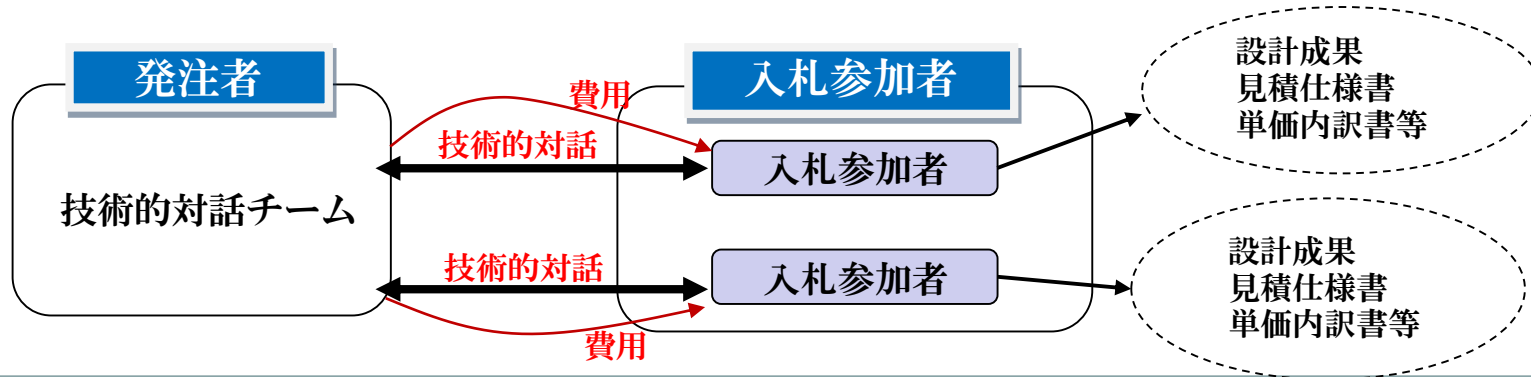 発注者
技術的対話チーム
費用
技術的対話
技術的対話
費用
入札参加者
入札参加者
入札参加者
設計成果
見積仕様書
単価内訳書等
設計成果
見積仕様書
単価内訳書等